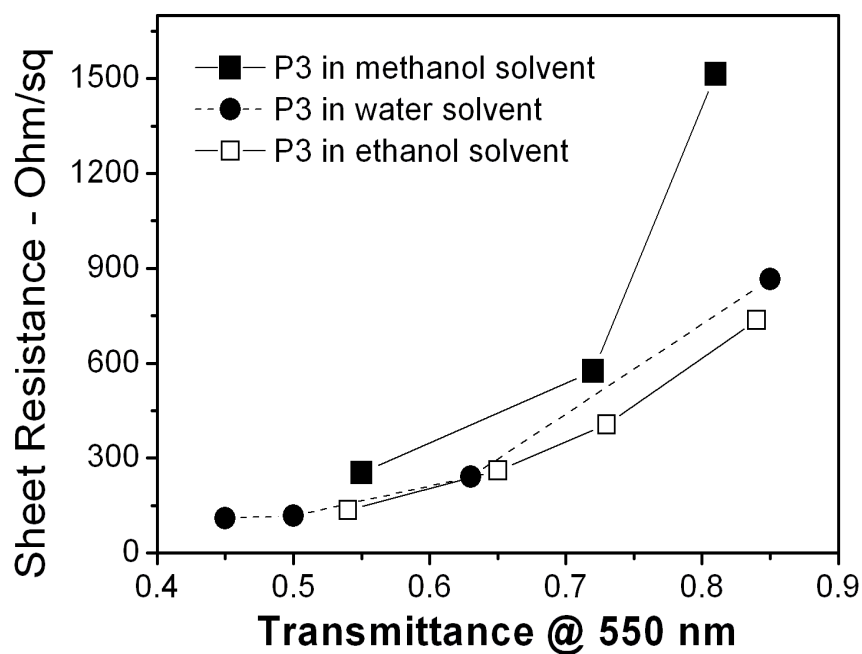 Sheet Resistance - Ohm/sq
1500
1200
900
600
300
0
P3 in methanol solvent
P3 in water solvent
P3 in ethanol solvent
0.4 0.5 0.6 0.7 0.8 0.9
Transmittance @ 550 nm